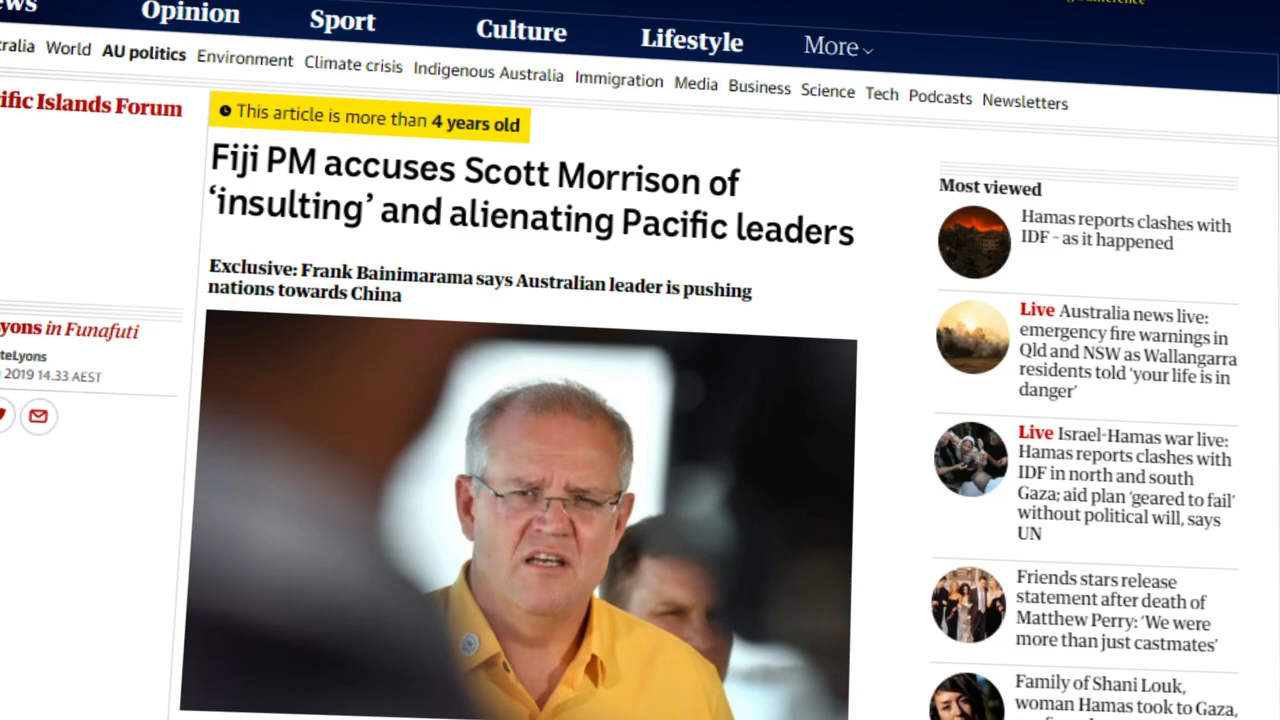 Opinion
Sport
Culture
Lifestyle
More
World
AU politics
Environment
Climate crisis
Indigenous Australia
Immigration
Media
Business
Science
Tech
Podcasts
Newsletters
Islands Forum
This article is more than 4 years old
Fiji PM accuses Scott Morrison of
‘insulting’ and alienating Pacific leaders
Exclusive: Frank Bainimarama says Australian leader is pushing
nations towards China
in Funafuti
2019 14.33 AEST
Most viewed
Hamas reports clashes with
IDF – as it happened
Live Australia news live:
emergency fire warnings in
Qld and NSW as Wallangarra
residents told ‘your life is in
danger’
Live Israel-Hamas war live:
Hamas reports clashes with
IDF in north and south
Gaza; aid plan ‘geared to fail’
without political will, says
UN
Friends stars release
statement after death of
Matthew Perry: ‘We were
more than just castmates’
Family of Shani Louk,
woman Hamas took to Gaza,